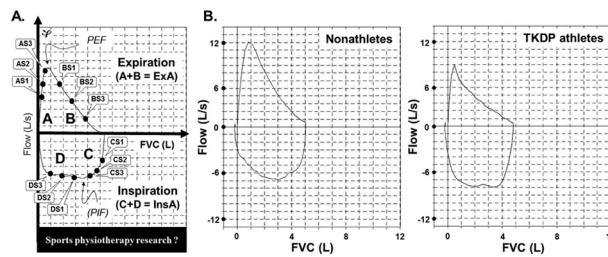 A.
AS3
PEF
AS2
BS1
AS1
BS2
BS3
Expiration
(A+B = ExA)
A
B
Flow (L/s)
FVC (L)
D
C
CS1
CS2
CS3
DS3
DS2
DS1
(PIF)
Inspiration
(C+D = InsA)
Sports physiotherapy research ?
B.
Nonathletes
Flow (L/s)
12
6
0
-6
-12
0
4
8
12
FVC (L)
TKDP athletes
Flow (L/s)
12
6
0
-6
-12
0
4
8
12
FVC (L)